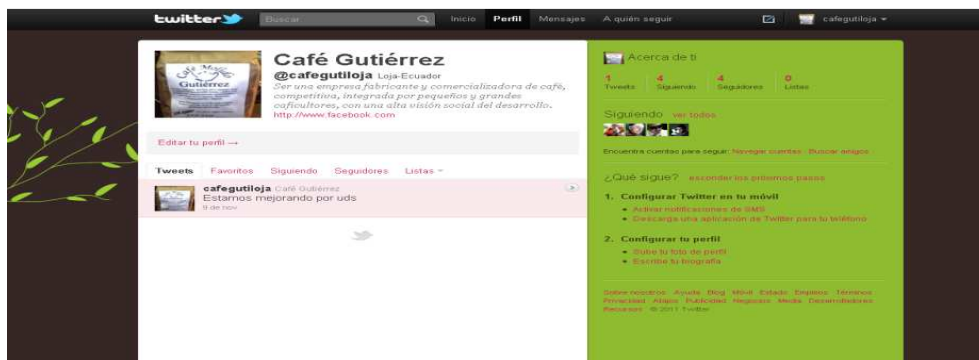 twitter
Buscar
Inicio Perfil Mensajes A quién seguir
cafegutiloja
Café Gutiérrez
@cafegutiloja Loja-Ecuador
Ser una empresa fabricante y comercializadora de café,
competitiva, integrada por pequeños y grandes
caficultores, con una alta visión social del desarrollo.
http://www.facebook.com
Gutiérrez
Editar tu perfil →
Tweets Favoritos Siguiendo Seguidores Listas
cafegutiloja Café Gutiérrez
Estamos mejorando por uds
9 de nov
Acerca de ti
1 4 4 0
Tweets Siguiendo Seguidores Listas
Siguiendo ver todos
Encuentra cuentas para seguir: Navegar cuentas · Buscar amigos
¿Qué sigue? esconder los próximos pasos
1. Configurar Twitter en tu móvil
• Activar notificaciones de SMS
• Descarga una aplicación de Twitter para tu teléfono
2. Configurar tu perfil
• Sube tu foto de perfil
• Escribe tu biografía
Sobre nosotros Ayuda Blog Móvil Estado Empleos Términos
Privacidad Atajos Publicidad Negocios Media Desarrolladores
Recursos © 2011 Twitter